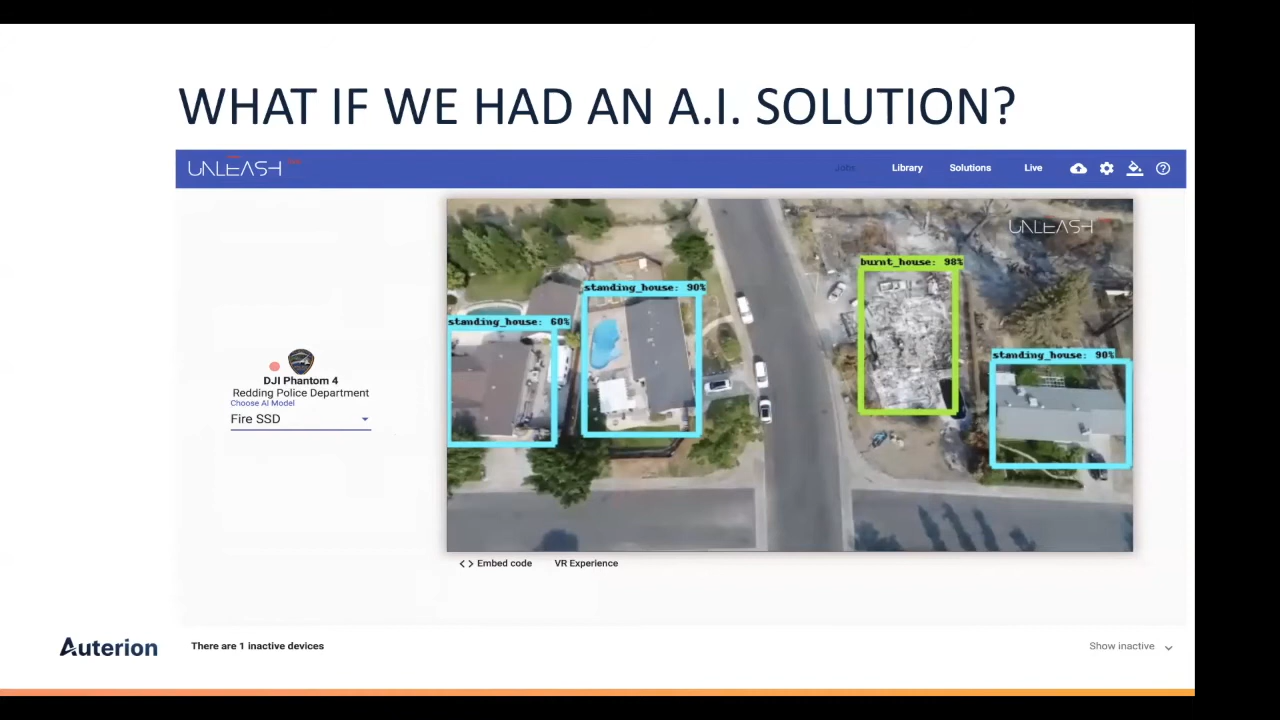 WHAT IF WE HAD AN A.I. SOLUTION?
UNLEASH
Jobs
Library
Solutions
Live
UNLEASH
burnt_house: 98%
standing_house: 90%
standing_house: 60%
standing_house: 90%
DJI Phantom 4
Redding Police Department
Choose AI Model
Fire SSD
Embed code
VR Experience
Auterion
There are 1 inactive devices
Show inactive